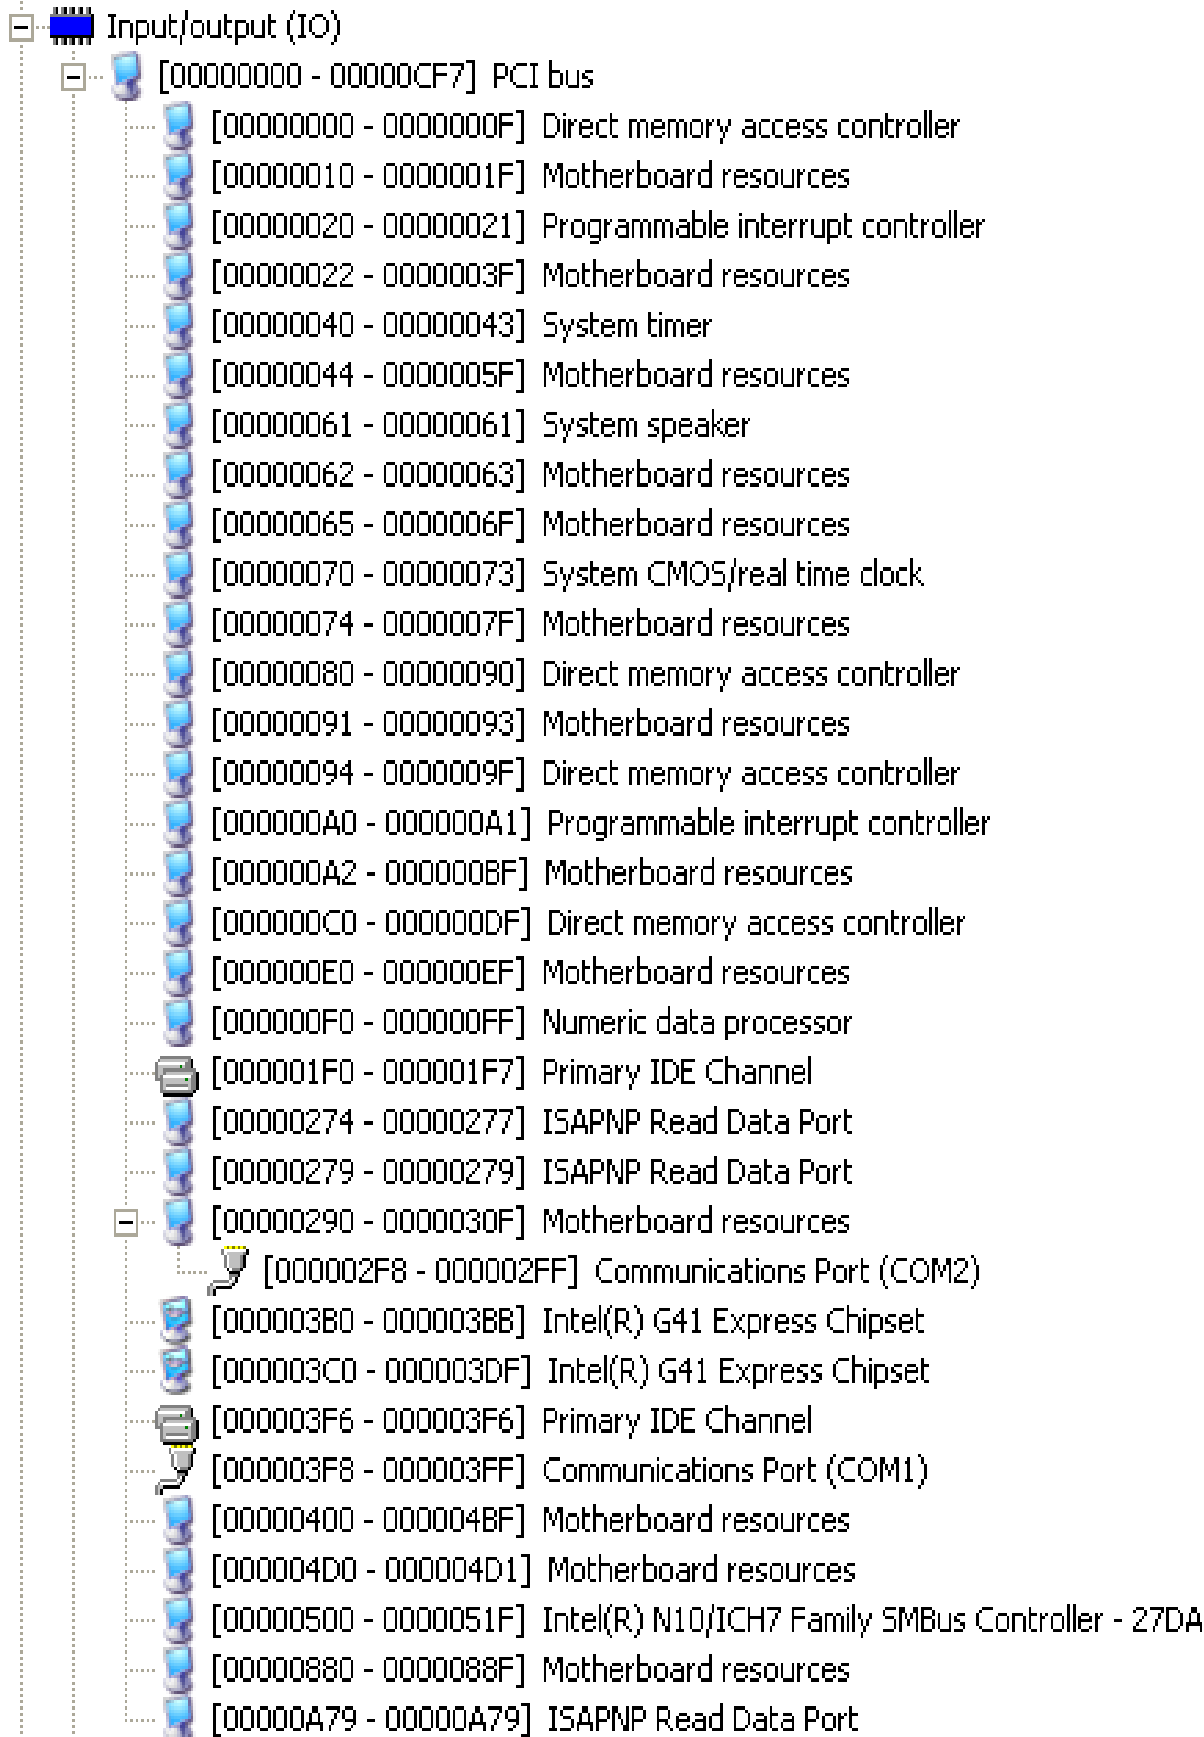 Input/output (IO)
[00000000 - 00000CF7] PCI bus
[00000000 - 0000000F] Direct memory access controller
[00000010 - 0000001F] Motherboard resources
[00000020 - 00000021] Programmable interrupt controller
[00000022 - 0000003F] Motherboard resources
[00000040 - 00000043] System timer
[00000044 - 0000005F] Motherboard resources
[00000061 - 00000061] System speaker
[00000062 - 00000063] Motherboard resources
[00000065 - 0000006F] Motherboard resources
[00000070 - 00000073] System CMOS/real time clock
[00000074 - 0000007F] Motherboard resources
[00000080 - 00000090] Direct memory access controller
[00000091 - 00000093] Motherboard resources
[00000094 - 0000009F] Direct memory access controller
[000000A0 - 000000A1] Programmable interrupt controller
[000000A2 - 000000BF] Motherboard resources
[000000C0 - 000000DF] Direct memory access controller
[000000E0 - 000000EF] Motherboard resources
[000000F0 - 000000FF] Numeric data processor
[000001F0 - 000001F7] Primary IDE Channel
[00000274 - 00000277] ISAPNP Read Data Port
[00000279 - 00000279] ISAPNP Read Data Port
[00000290 - 0000030F] Motherboard resources
[000002F8 - 000002FF] Communications Port (COM2)
[000003B0 - 000003BB] Intel(R) G41 Express Chipset
[000003C0 - 000003DF] Intel(R) G41 Express Chipset
[000003F6 - 000003F6] Primary IDE Channel
[000003F8 - 000003FF] Communications Port (COM1)
[00000400 - 000004BF] Motherboard resources
[000004D0 - 000004D1] Motherboard resources
[00000500 - 0000051F] Intel(R) N10/ICH7 Family SMBus Controller - 27DA
[00000880 - 0000088F] Motherboard resources
[00000A79 - 00000A79] ISAPNP Read Data Port